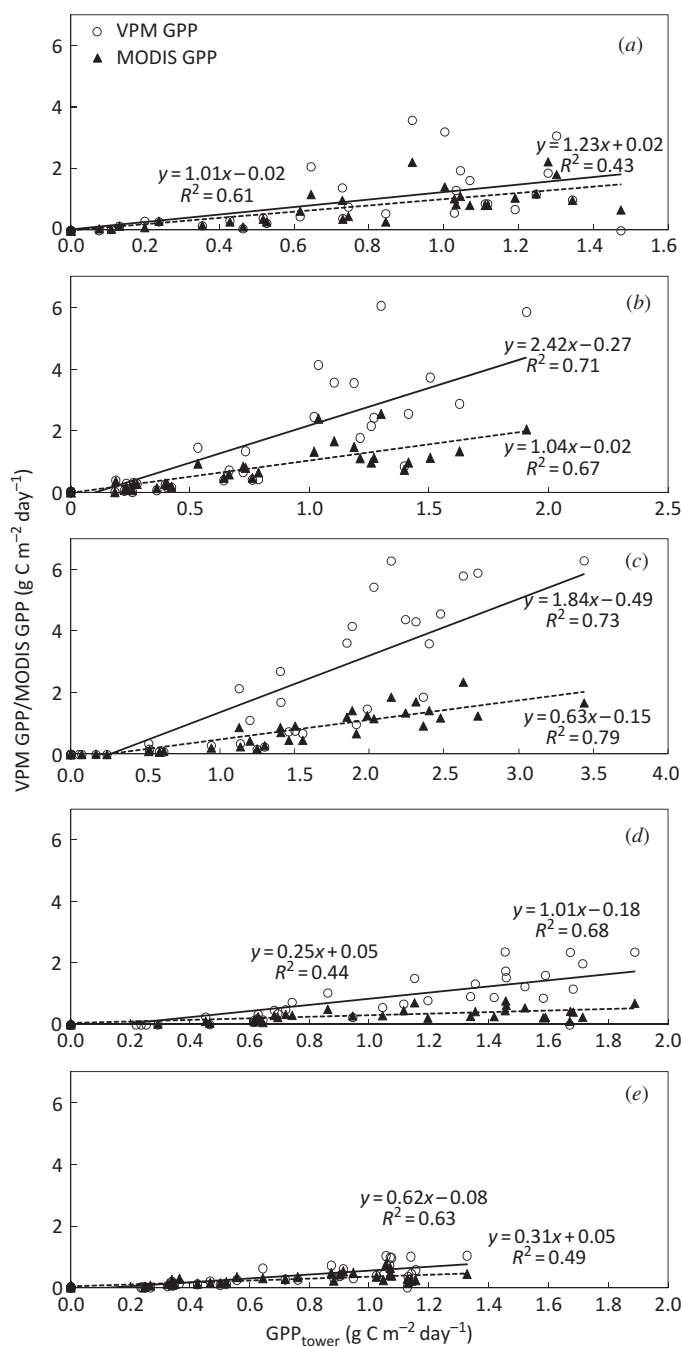 VPM GPP
MODIS GPP
(a)
y = 1.01x − 0.02
R² = 0.61
y = 1.23x + 0.02
R² = 0.43
6
4
2
0
0.0 0.2 0.4 0.6 0.8 1.0 1.2 1.4 1.6
(b)
y = 2.42x − 0.27
R² = 0.71
y = 1.04x − 0.02
R² = 0.67
6
4
2
0
0.0 0.5 1.0 1.5 2.0 2.5
VPM GPP/MODIS GPP (g C m⁻² day⁻¹)
(c)
y = 1.84x − 0.49
R² = 0.73
y = 0.63x − 0.15
R² = 0.79
6
4
2
0
0.0 0.5 1.0 1.5 2.0 2.5 3.0 3.5 4.0
(d)
y = 1.01x − 0.18
R² = 0.68
y = 0.25x + 0.05
R² = 0.44
6
4
2
0
0.0 0.2 0.4 0.6 0.8 1.0 1.2 1.4 1.6 1.8 2.0
(e)
y = 0.62x − 0.08
R² = 0.63
y = 0.31x + 0.05
R² = 0.49
6
4
2
0
0.0 0.2 0.4 0.6 0.8 1.0 1.2 1.4 1.6 1.8 2.0
GPP_tower (g C m⁻² day⁻¹)